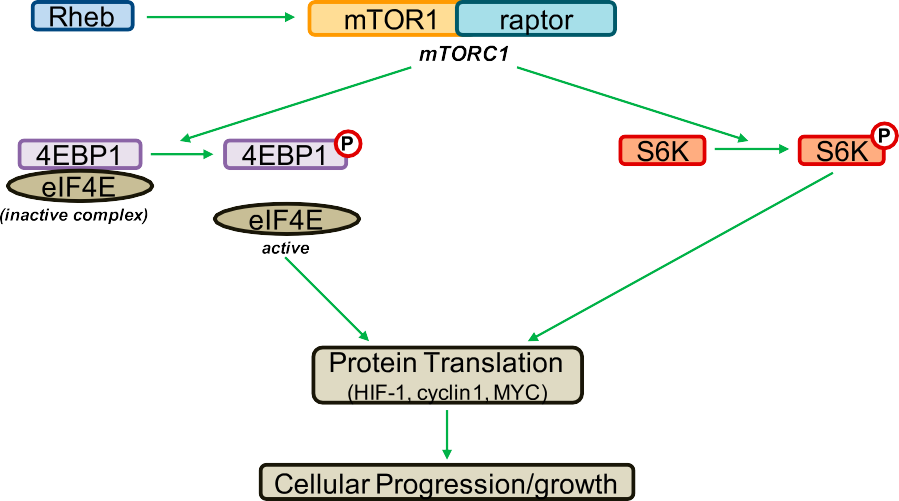 Rheb
mTOR1
raptor
mTORC1
4EBP1
4EBP1
P
S6K
S6K
P
eIF4E
(inactive complex)
eIF4E
active
Protein Translation
(HIF-1, cyclin1, MYC)
Cellular Progression/growth